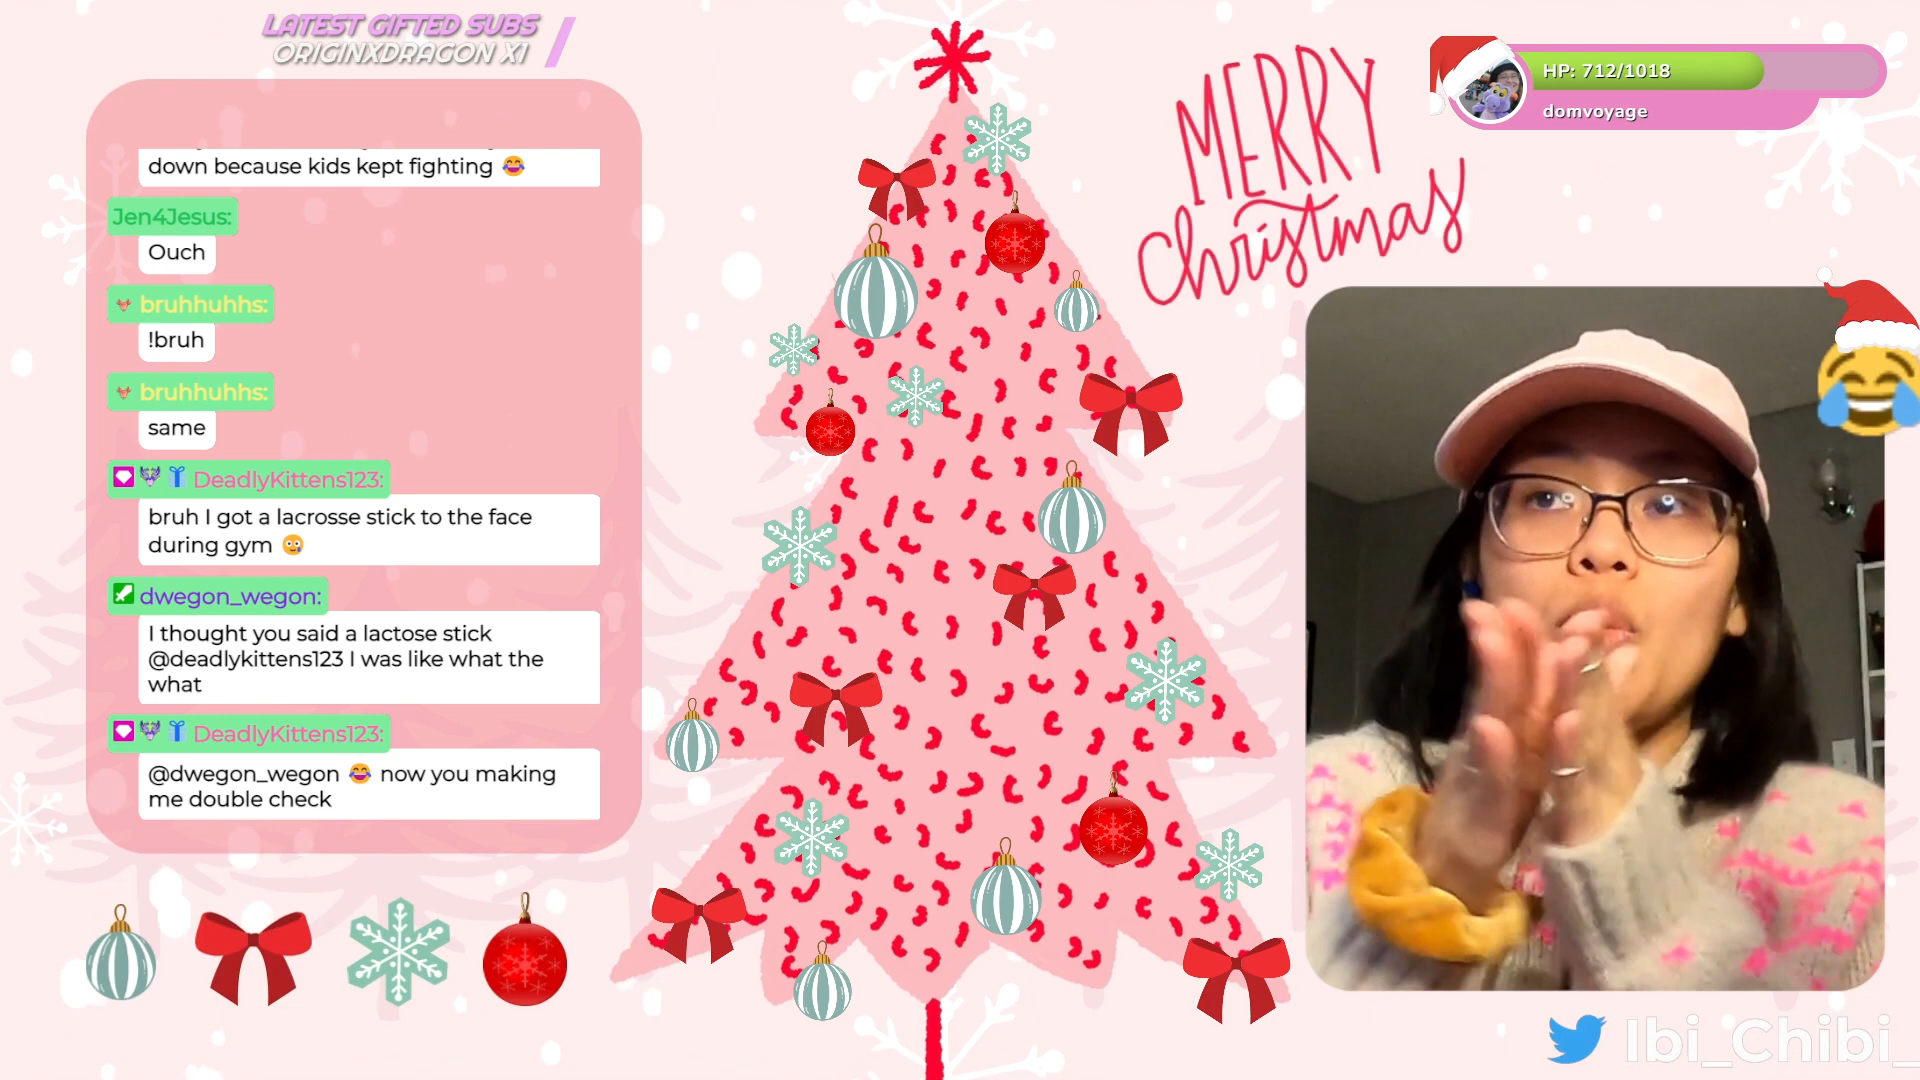 LATEST GIFTED SUBS
ORIGINXDRAGON X1
down because kids kept fighting
Jen4Jesus:
Ouch
bruhhuhhs:
!bruh
bruhhuhhs:
same
DeadlyKittens123:
bruh I got a lacrosse stick to the face
during gym
dwegon_wegon:
I thought you said a lactose stick
@deadlykittens123 I was like what the
what
DeadlyKittens123:
@dwegon_wegon now you making
me double check
MERRY
Christmas
HP: 712/1018
domvoyage
Ibi_Chibi_